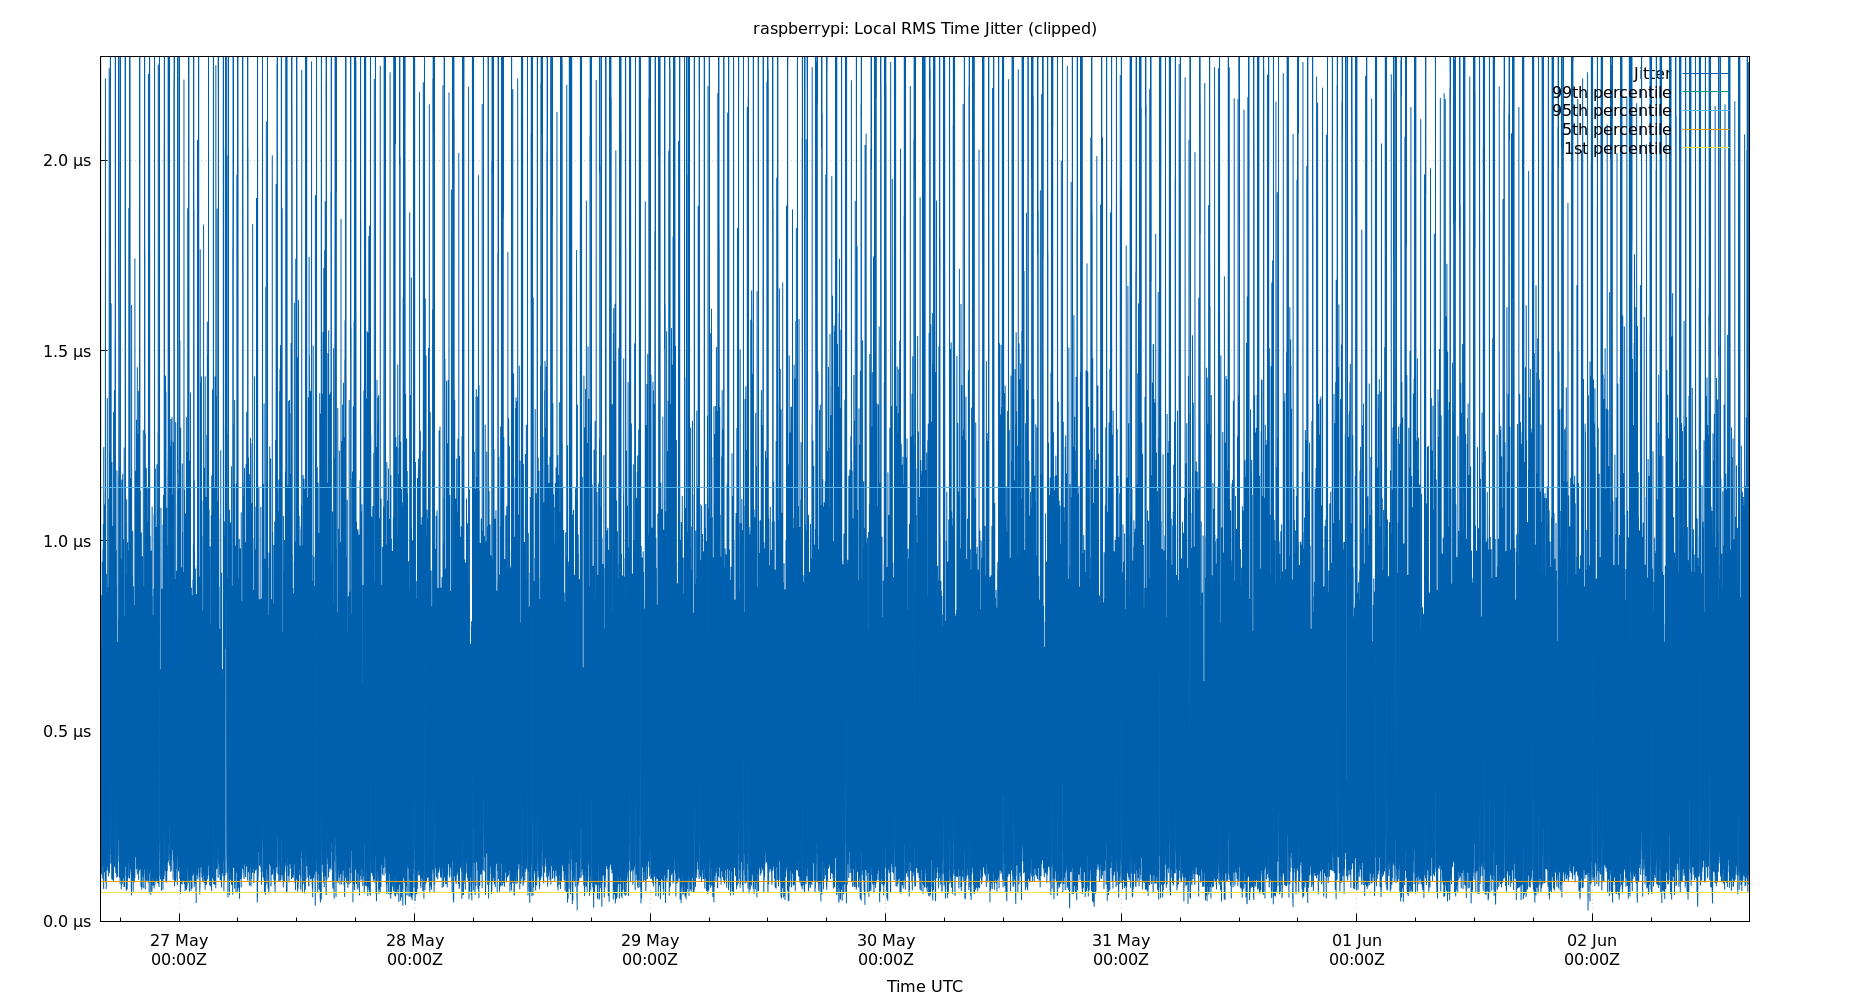 raspberrypi: Local RMS Time Jitter (clipped)
Jitter
99th percentile
95th percentile
5th percentile
1st percentile
2.0 µs
1.5 µs
1.0 µs
0.5 µs
0.0 µs
27 May 28 May 29 May 30 May 31 May 01 Jun 02 Jun
00:00Z 00:00Z 00:00Z 00:00Z 00:00Z 00:00Z 00:00Z
Time UTC